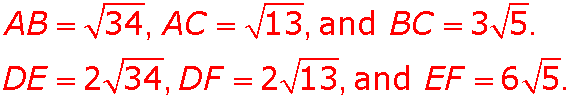 AB = √34, AC = √13, and BC = 3√5.
DE = 2√34, DF = 2√13, and EF = 6√5.